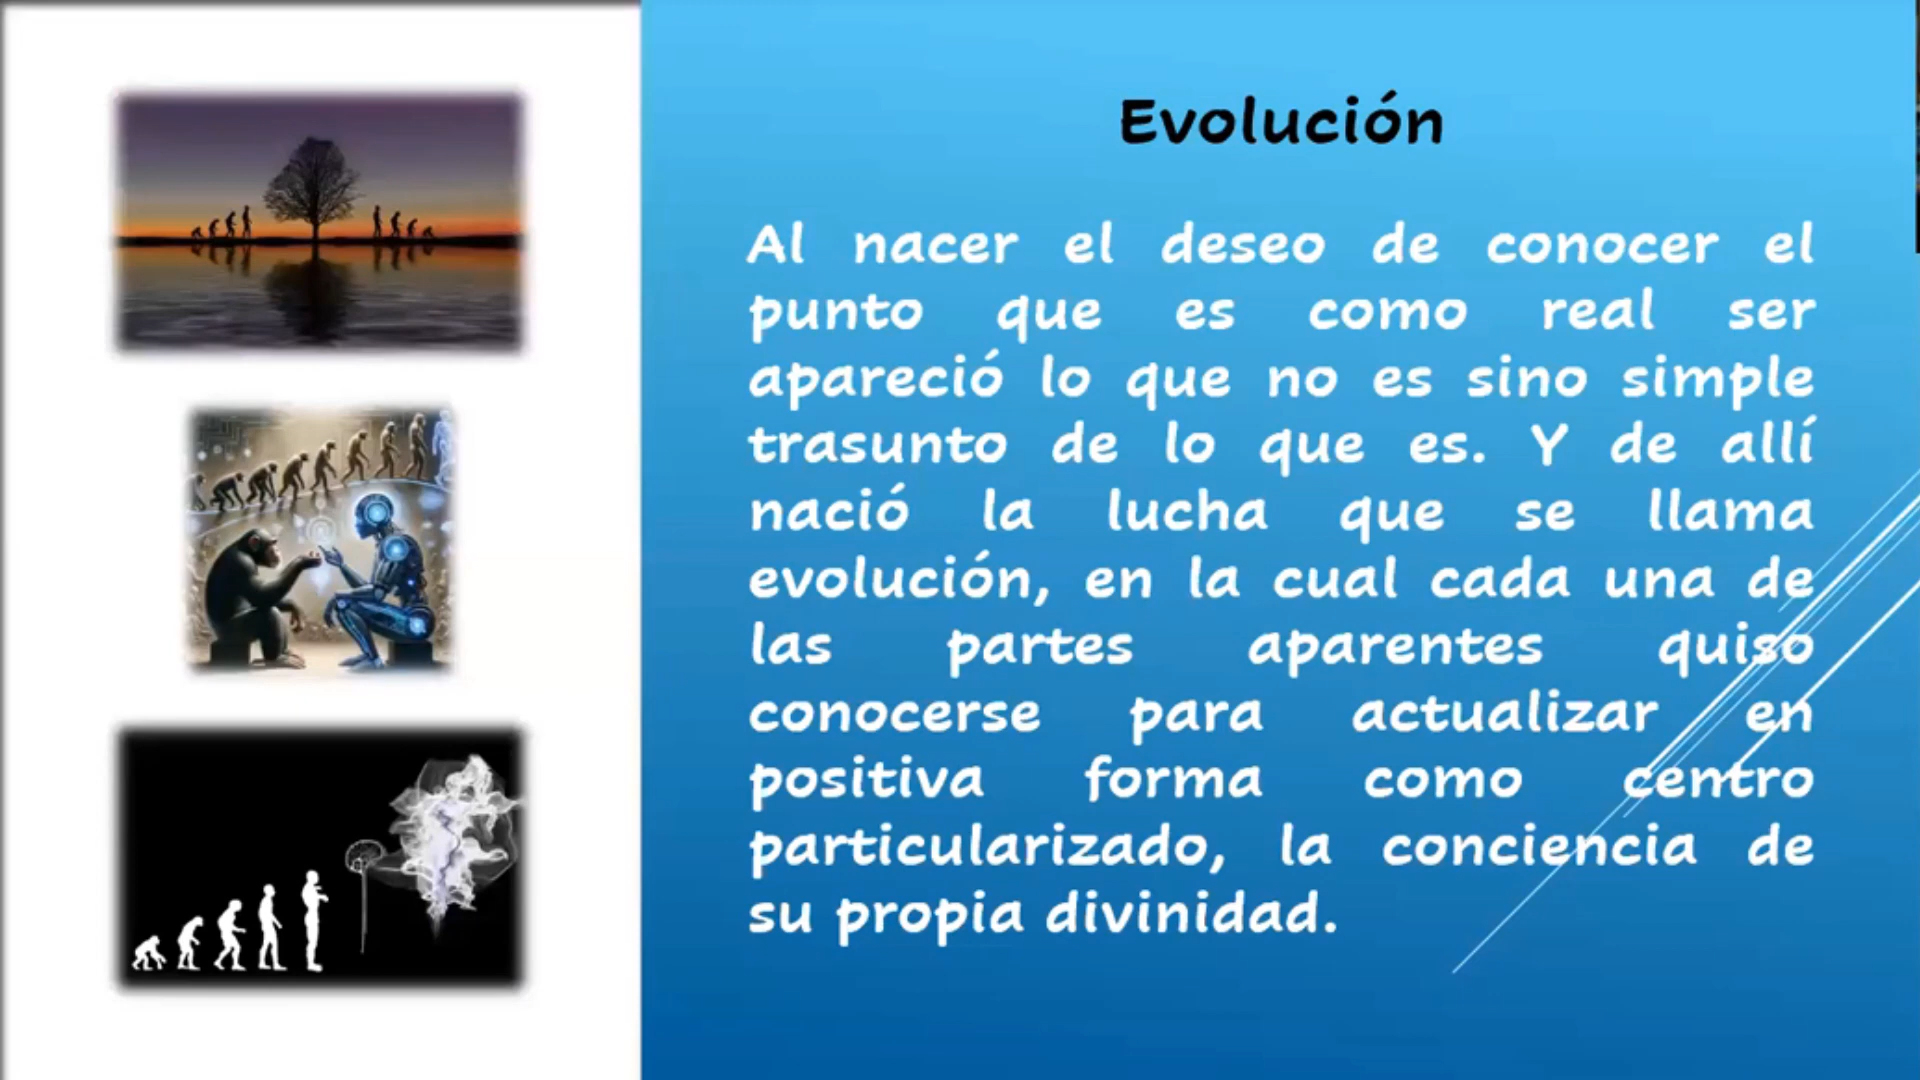 Evolución
Al nacer el deseo de conocer el
punto que es como real ser
apareció lo que no es sino simple
trasunto de lo que es. Y de allí
nació la lucha que se llama
evolución, en la cual cada una de
las partes aparentes quiso
conocerse para actualizar en
positiva forma como centro
particularizado, la conciencia de
su propia divinidad.